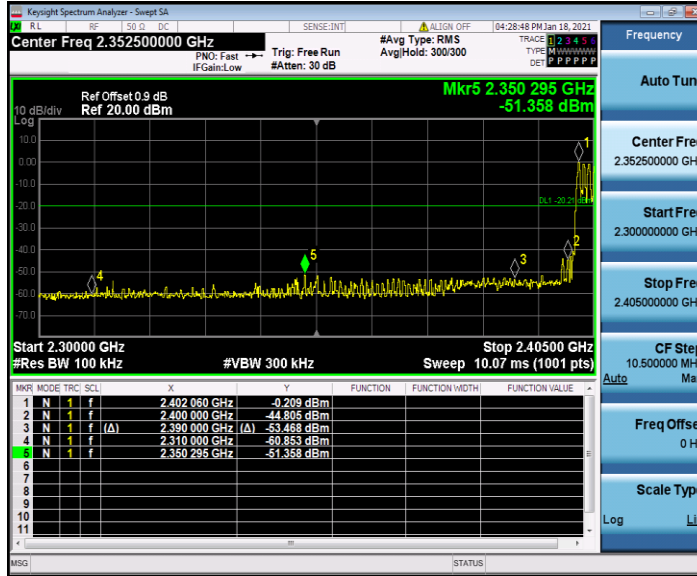 Keysight Spectrum Analyzer - Swept SA
RL RF 50 Ω DC SENSE:INT ALIGN OFF 04:28:48 PM Jan 18, 2021
Center Freq 2.352500000 GHz
PNO: Fast
IFGain:Low
Trig: Free Run
#Atten: 30 dB
#Avg Type: RMS
Avg|Hold: 300/300
TRACE 1 2 3 4 5 6
TYPE M
DET P P P P P P
Ref Offset 0.9 dB
10 dB/div Ref 20.00 dBm
Log
Mkr5 2.350 295 GHz
-51.358 dBm
10.0
0.00
-10.0
-20.0
-30.0
-40.0
-50.0
-60.0
-70.0
1
DL1 -20.21 dBm
2
3
4
5
Start 2.30000 GHz Stop 2.40500 GHz
#Res BW 100 kHz #VBW 300 kHz Sweep 10.07 ms (1001 pts)
MKR MODE TRC SCL X Y FUNCTION FUNCTION WIDTH FUNCTION VALUE
1 N 1 f 2.402 060 GHz -0.209 dBm
2 N 1 f 2.400 000 GHz -44.805 dBm
3 N 1 f (Δ) 2.390 000 GHz (Δ) -53.468 dBm
4 N 1 f 2.310 000 GHz -60.853 dBm
5 N 1 f 2.350 295 GHz -51.358 dBm
6
7
8
9
10
11
MSG STATUS
Frequency
Auto Tun
Center Fre
2.352500000 GH
Start Fre
2.300000000 GH
Stop Fre
2.405000000 GH
CF Step
10.500000 MH
Auto Ma
Freq Offse
0 H
Scale Typ
Log Li